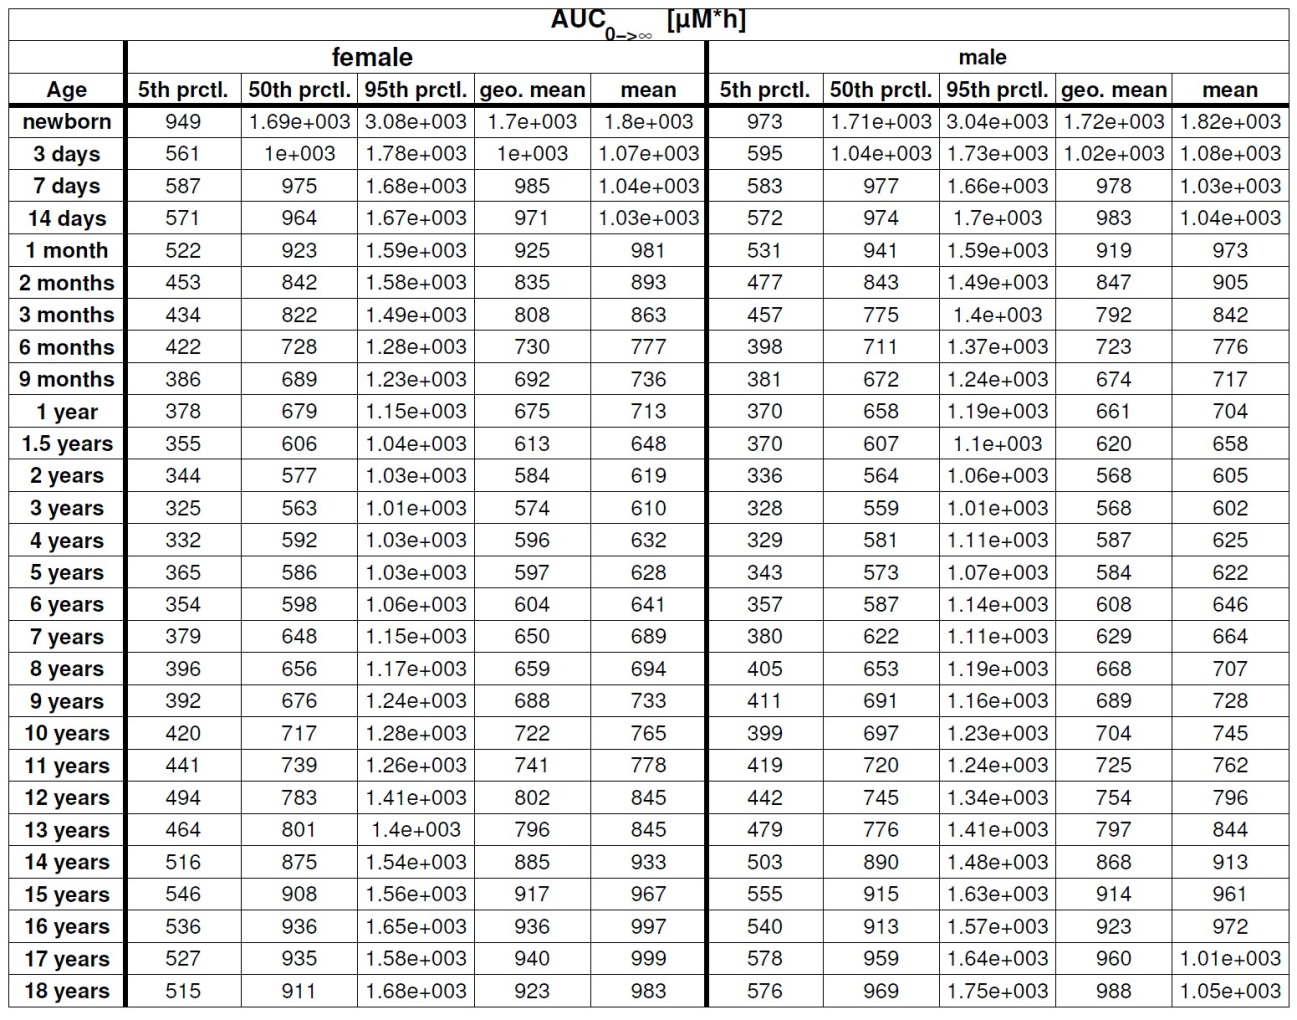 AUC0–>∞ [µM*h]
female male
Age 5th prctl. 50th prctl. 95th prctl. geo. mean mean 5th prctl. 50th prctl. 95th prctl. geo. mean mean
newborn 949 1.69e+003 3.08e+003 1.7e+003 1.8e+003 973 1.71e+003 3.04e+003 1.72e+003 1.82e+003
3 days 561 1e+003 1.78e+003 1e+003 1.07e+003 595 1.04e+003 1.73e+003 1.02e+003 1.08e+003
7 days 587 975 1.68e+003 985 1.04e+003 583 977 1.66e+003 978 1.03e+003
14 days 571 964 1.67e+003 971 1.03e+003 572 974 1.7e+003 983 1.04e+003
1 month 522 923 1.59e+003 925 981 531 941 1.59e+003 919 973
2 months 453 842 1.58e+003 835 893 477 843 1.49e+003 847 905
3 months 434 822 1.49e+003 808 863 457 775 1.4e+003 792 842
6 months 422 728 1.28e+003 730 777 398 711 1.37e+003 723 776
9 months 386 689 1.23e+003 692 736 381 672 1.24e+003 674 717
1 year 378 679 1.15e+003 675 713 370 658 1.19e+003 661 704
1.5 years 355 606 1.04e+003 613 648 370 607 1.1e+003 620 658
2 years 344 577 1.03e+003 584 619 336 564 1.06e+003 568 605
3 years 325 563 1.01e+003 574 610 328 559 1.01e+003 568 602
4 years 332 592 1.03e+003 596 632 329 581 1.11e+003 587 625
5 years 365 586 1.03e+003 597 628 343 573 1.07e+003 584 622
6 years 354 598 1.06e+003 604 641 357 587 1.14e+003 608 646
7 years 379 648 1.15e+003 650 689 380 622 1.11e+003 629 664
8 years 396 656 1.17e+003 659 694 405 653 1.19e+003 668 707
9 years 392 676 1.24e+003 688 733 411 691 1.16e+003 689 728
10 years 420 717 1.28e+003 722 765 399 697 1.23e+003 704 745
11 years 441 739 1.26e+003 741 778 419 720 1.24e+003 725 762
12 years 494 783 1.41e+003 802 845 442 745 1.34e+003 754 796
13 years 464 801 1.4e+003 796 845 479 776 1.41e+003 797 844
14 years 516 875 1.54e+003 885 933 503 890 1.48e+003 868 913
15 years 546 908 1.56e+003 917 967 555 915 1.63e+003 914 961
16 years 536 936 1.65e+003 936 997 540 913 1.57e+003 923 972
17 years 527 935 1.58e+003 940 999 578 959 1.64e+003 960 1.01e+003
18 years 515 911 1.68e+003 923 983 576 969 1.75e+003 988 1.05e+003